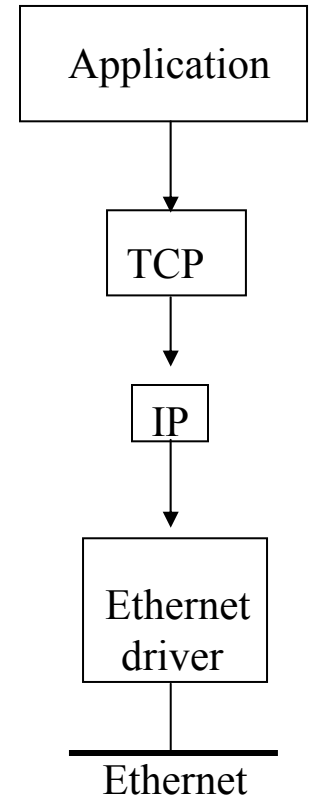 Application
TCP
IP
Ethernet
driver
Ethernet